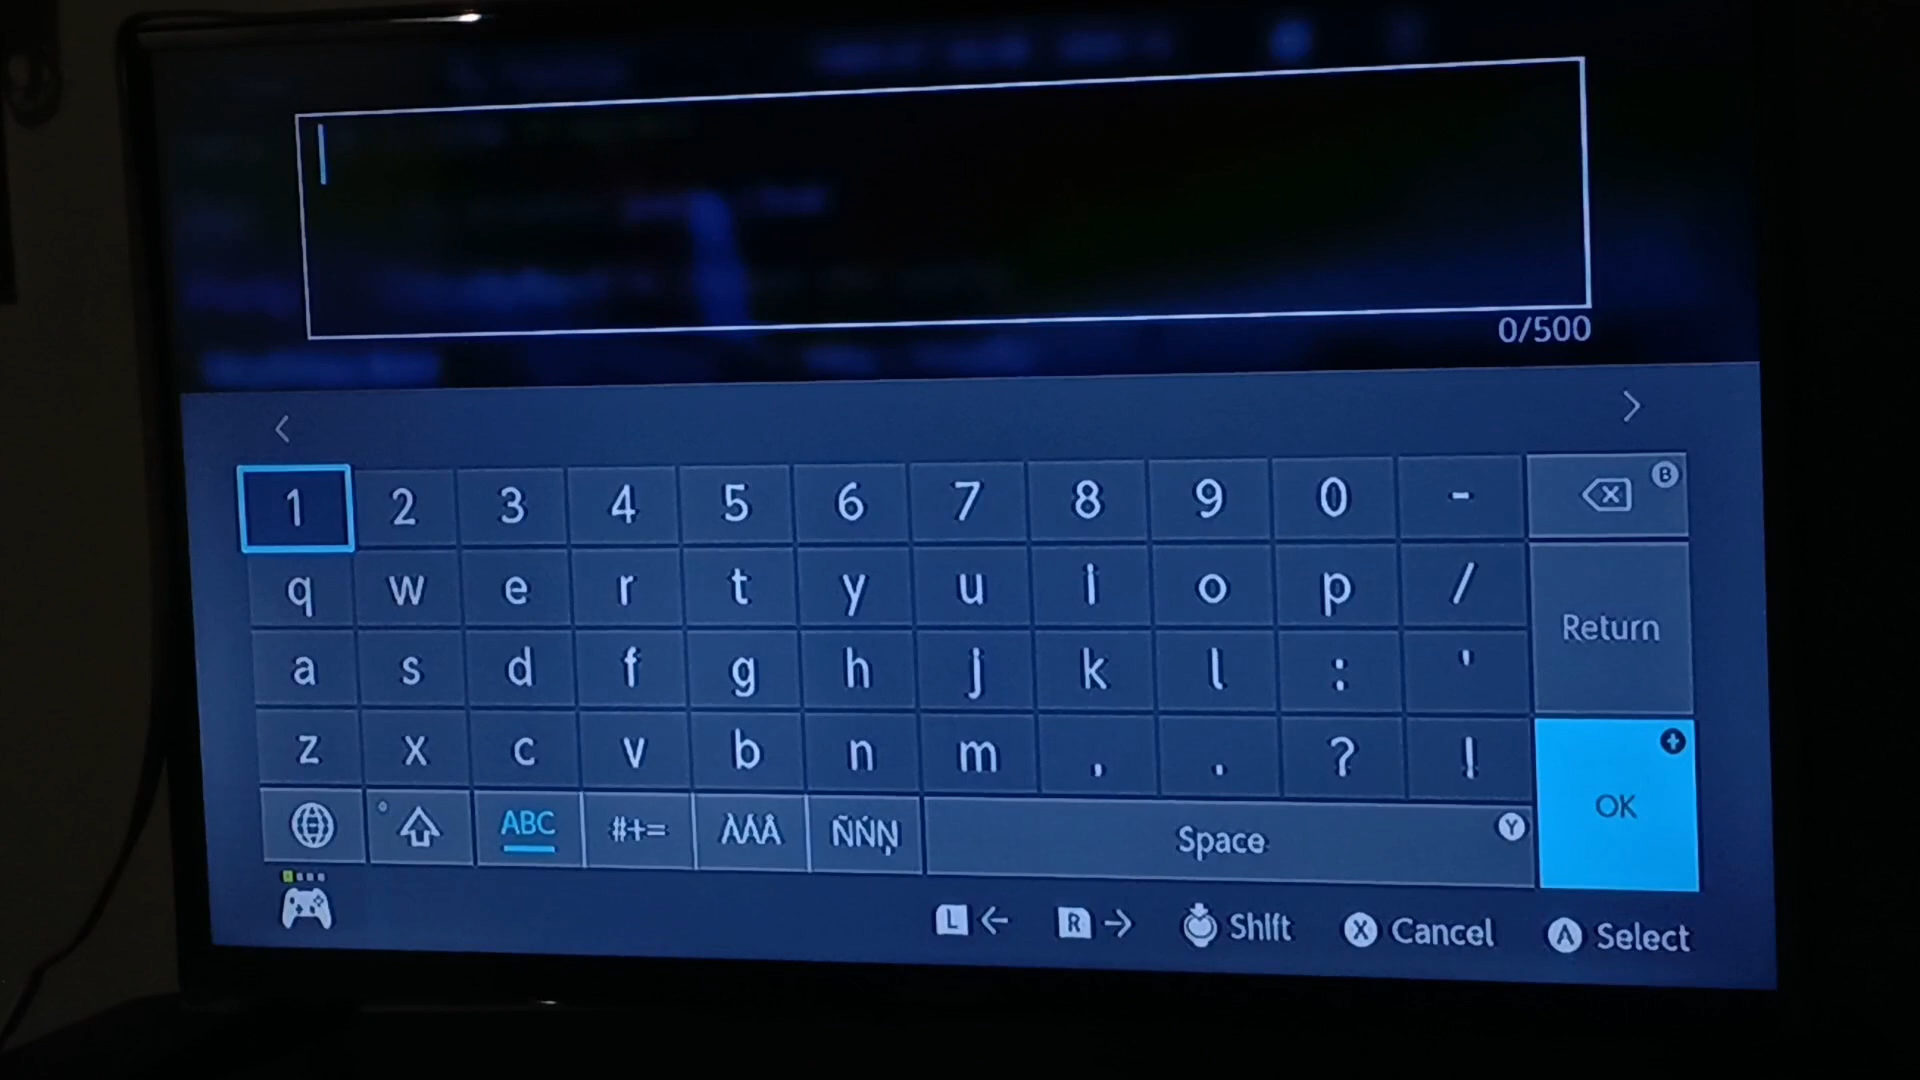 0/500
1 2 3 4 5 6 7 8 9 0 - B
q w e r t y u i o p / Return
a s d f g h j k l : '
z x c v b n m , . ? ! OK
ABC #+= ÀÁÂ ÑŃŅ Space Y
L ← R → Shift X Cancel A Select